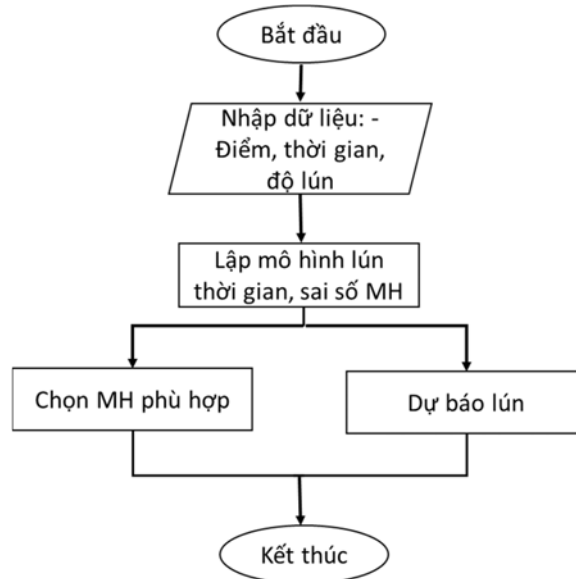 Bắt đầu
Nhập dữ liệu: -
Điểm, thời gian,
độ lún
Lập mô hình lún
thời gian, sai số MH
Chọn MH phù hợp
Dự báo lún
Kết thúc